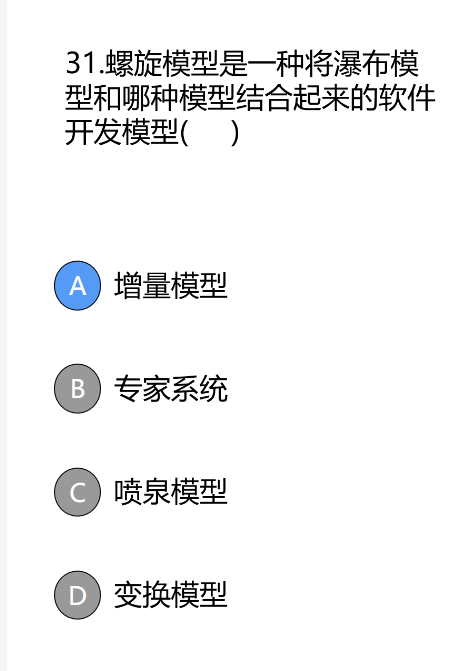 31.螺旋模型是一种将瀑布模
型和哪种模型结合起来的软件
开发模型(     )
A 增量模型
B 专家系统
C 喷泉模型
D 变换模型